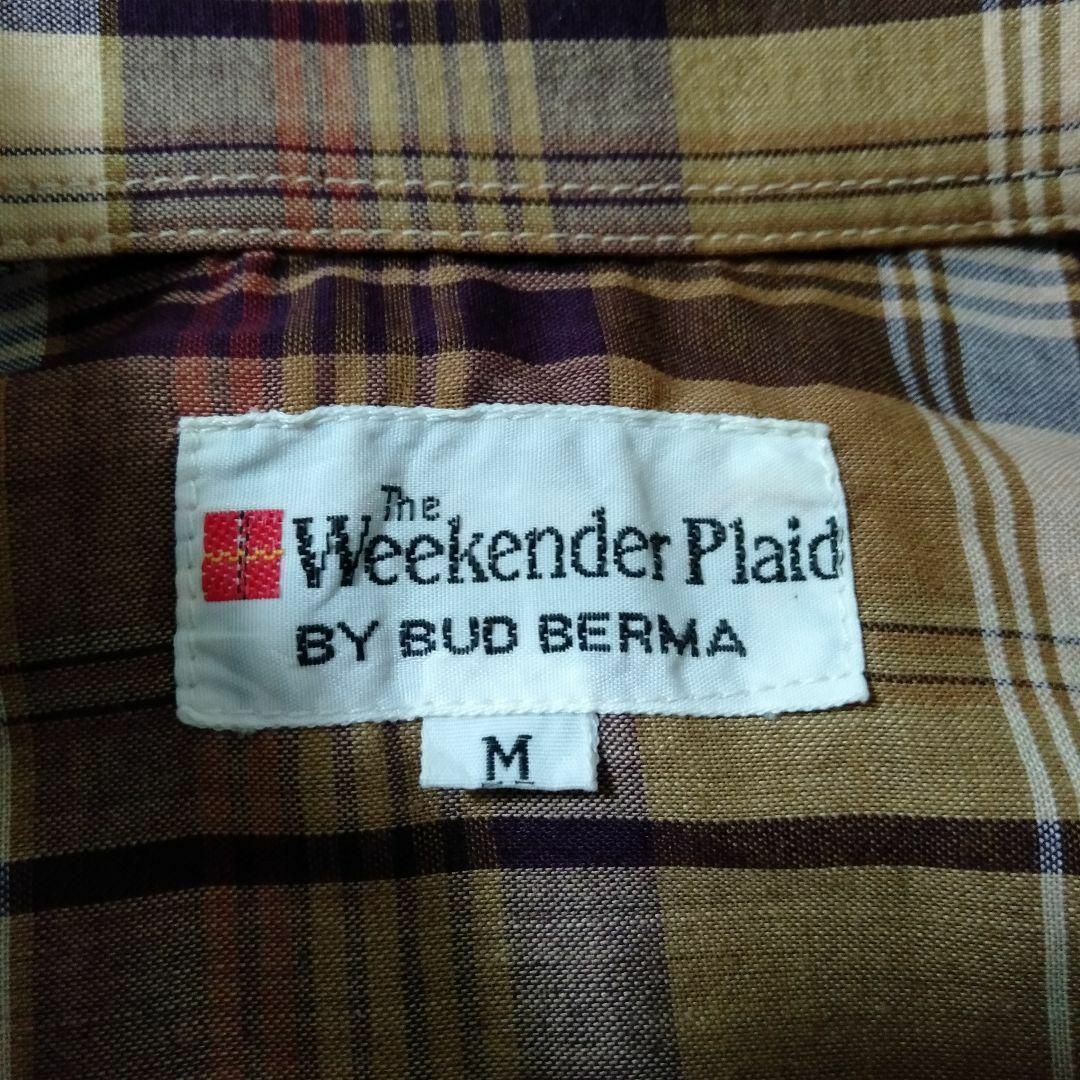 The
Weekender Plaid
BY BUD BERMA
M